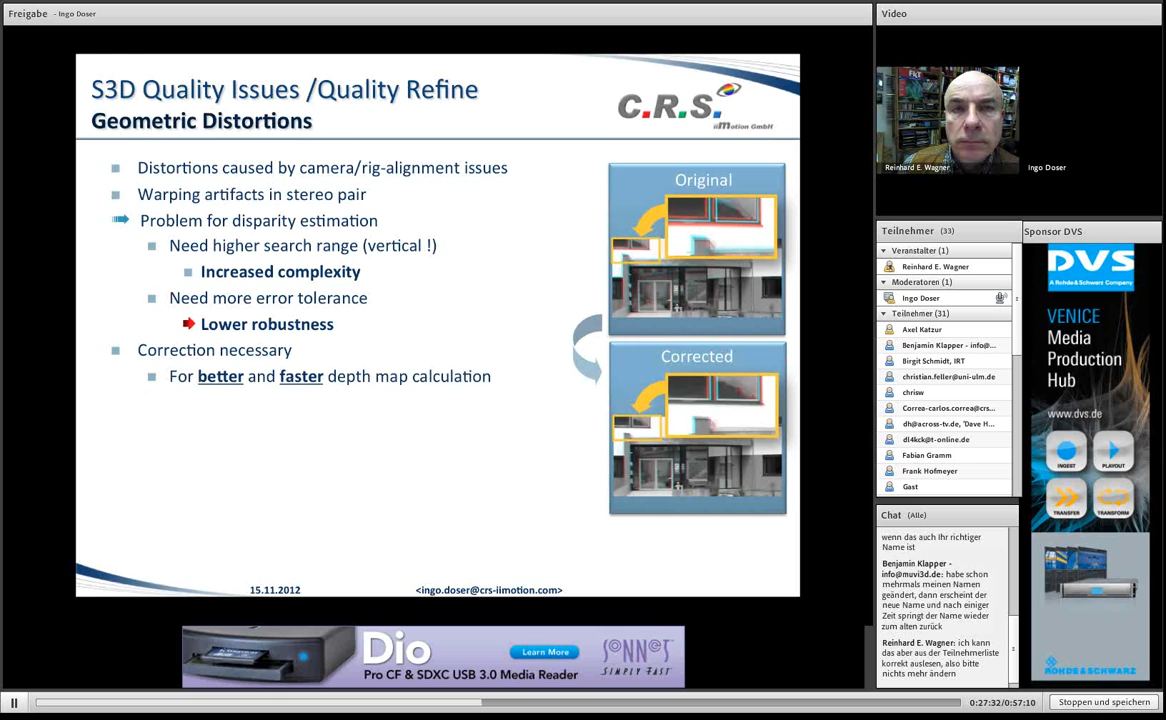 Freigabe - Ingo Doser
S3D Quality Issues /Quality Refine
Geometric Distortions
C.R.S.
iiMotion GmbH
Distortions caused by camera/rig-alignment issues
Warping artifacts in stereo pair
Problem for disparity estimation
Need higher search range (vertical !)
Increased complexity
Need more error tolerance
Lower robustness
Correction necessary
For better and faster depth map calculation
Original
Corrected
15.11.2012
<ingo.doser@crs-iimotion.com>
Dio
Pro CF & SDXC USB 3.0 Media Reader
Learn More
SONNET
SIMPLY FAST
Video
Reinhard E. Wagner
Ingo Doser
Teilnehmer (33)
Veranstalter (1)
Reinhard E. Wagner
Moderatoren (1)
Ingo Doser
Teilnehmer (31)
Axel Katzur
Benjamin Klapper - info@...
Birgit Schmidt, IRT
christian.feller@uni-ulm.de
chrisw
Correa-carlos.correa@crs...
dh@across-tv.de, 'Dave H...
dl4kck@t-online.de
Fabian Gramm
Frank Hofmeyer
Gast
Chat (Alle)
wenn das auch Ihr richtiger
Name ist
Benjamin Klapper -
info@muvi3d.de: habe schon
mehrmals meinen Namen
geändert, dann erscheint der
neue Name und nach einiger
Zeit springt der Name wieder
zum alten zurück
Reinhard E. Wagner: ich kann
das aber aus der Teilnehmerliste
korrekt auslesen, also bitte
nichts mehr ändern
Sponsor DVS
DVS
A Rohde & Schwarz Company
VENICE
Media
Production
Hub
www.dvs.de
INGEST
PLAYOUT
TRANSFER
TRANSFORM
ROHDE & SCHWARZ
0:27:32/0:57:10
Stoppen und speichern